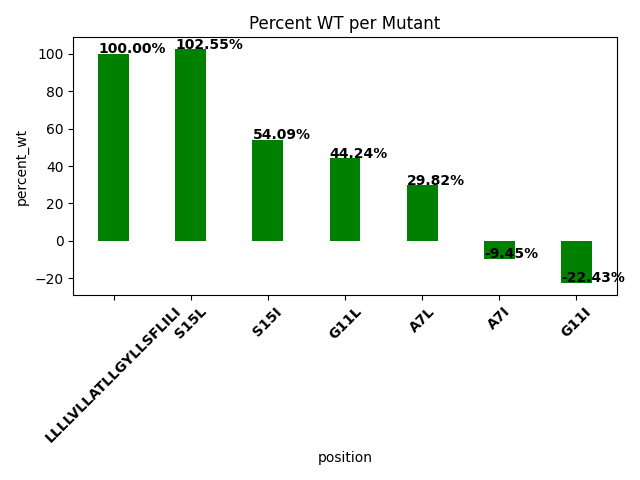 Percent WT per Mutant
percent_wt
100
80
60
40
20
0
−20
100.00%
102.55%
54.09%
44.24%
29.82%
-9.45%
-22.43%
LLLLVLLATLLGYLLSFLILI
S15L
S15I
G11L
A7L
A7I
G11I
position